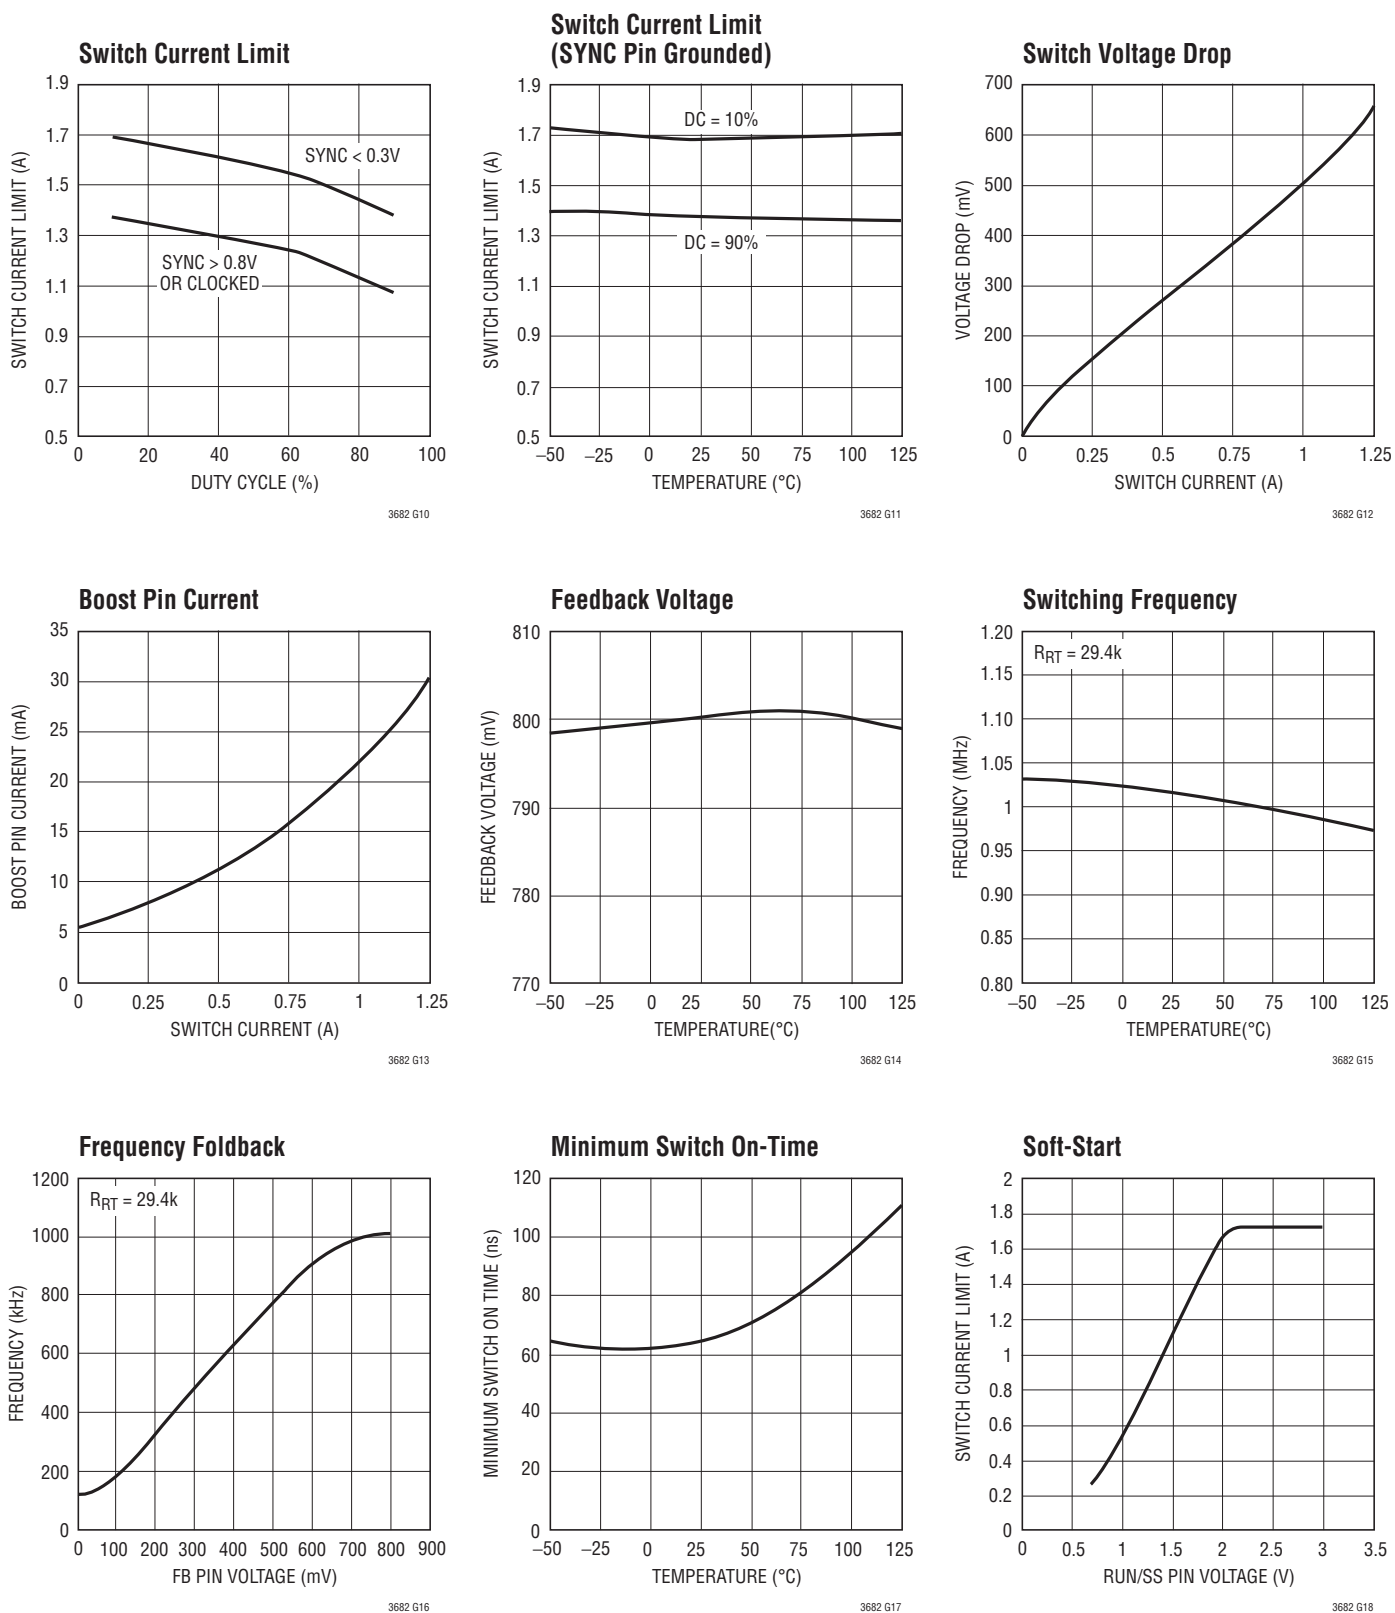 Switch Current Limit
1.9
1.7
1.5
1.3
1.1
0.9
0.7
0.5
SWITCH CURRENT LIMIT (A)
SYNC < 0.3V
SYNC > 0.8V
OR CLOCKED
0 20 40 60 80 100
DUTY CYCLE (%)
3682 G10
Switch Current Limit
(SYNC Pin Grounded)
1.9
1.7
1.5
1.3
1.1
0.9
0.7
0.5
SWITCH CURRENT LIMIT (A)
DC = 10%
DC = 90%
–50 –25 0 25 50 75 100 125
TEMPERATURE (°C)
3682 G11
Switch Voltage Drop
700
600
500
400
300
200
100
0
VOLTAGE DROP (mV)
0 0.25 0.5 0.75 1 1.25
SWITCH CURRENT (A)
3682 G12
Boost Pin Current
35
30
25
20
15
10
5
0
BOOST PIN CURRENT (mA)
0 0.25 0.5 0.75 1 1.25
SWITCH CURRENT (A)
3682 G13
Feedback Voltage
810
800
790
780
770
FEEDBACK VOLTAGE (mV)
–50 –25 0 25 50 75 100 125
TEMPERATURE(°C)
3682 G14
Switching Frequency
1.20
1.15
1.10
1.05
1
0.95
0.90
0.85
0.80
FREQUENCY (MHz)
RRT = 29.4k
–50 –25 0 25 50 75 100 125
TEMPERATURE(°C)
3682 G15
Frequency Foldback
1200
1000
800
600
400
200
0
FREQUENCY (kHz)
RRT = 29.4k
0 100 200 300 400 500 600 700 800 900
FB PIN VOLTAGE (mV)
3682 G16
Minimum Switch On-Time
120
100
80
60
40
20
0
MINIMUM SWITCH ON TIME (ns)
–50 –25 0 25 50 75 100 125
TEMPERATURE (°C)
3682 G17
Soft-Start
2
1.8
1.6
1.4
1.2
1
0.8
0.6
0.4
0.2
0
SWITCH CURRENT LIMIT (A)
0 0.5 1 1.5 2 2.5 3 3.5
RUN/SS PIN VOLTAGE (V)
3682 G18